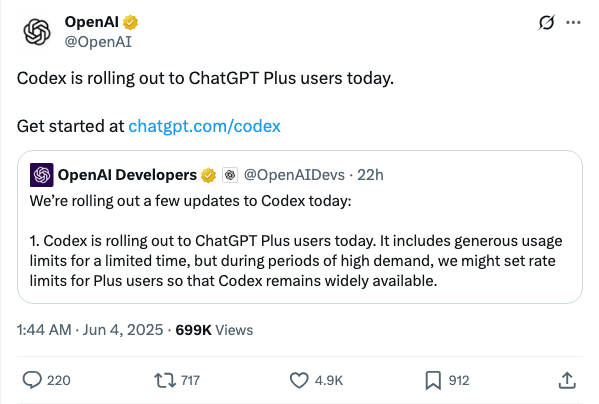 OpenAI
@OpenAI
Codex is rolling out to ChatGPT Plus users today.
Get started at chatgpt.com/codex
OpenAI Developers @OpenAIDevs · 22h
We’re rolling out a few updates to Codex today:
1. Codex is rolling out to ChatGPT Plus users today. It includes generous usage
limits for a limited time, but during periods of high demand, we might set rate
limits for Plus users so that Codex remains widely available.
1:44 AM · Jun 4, 2025 · 699K Views
220 717 4.9K 912